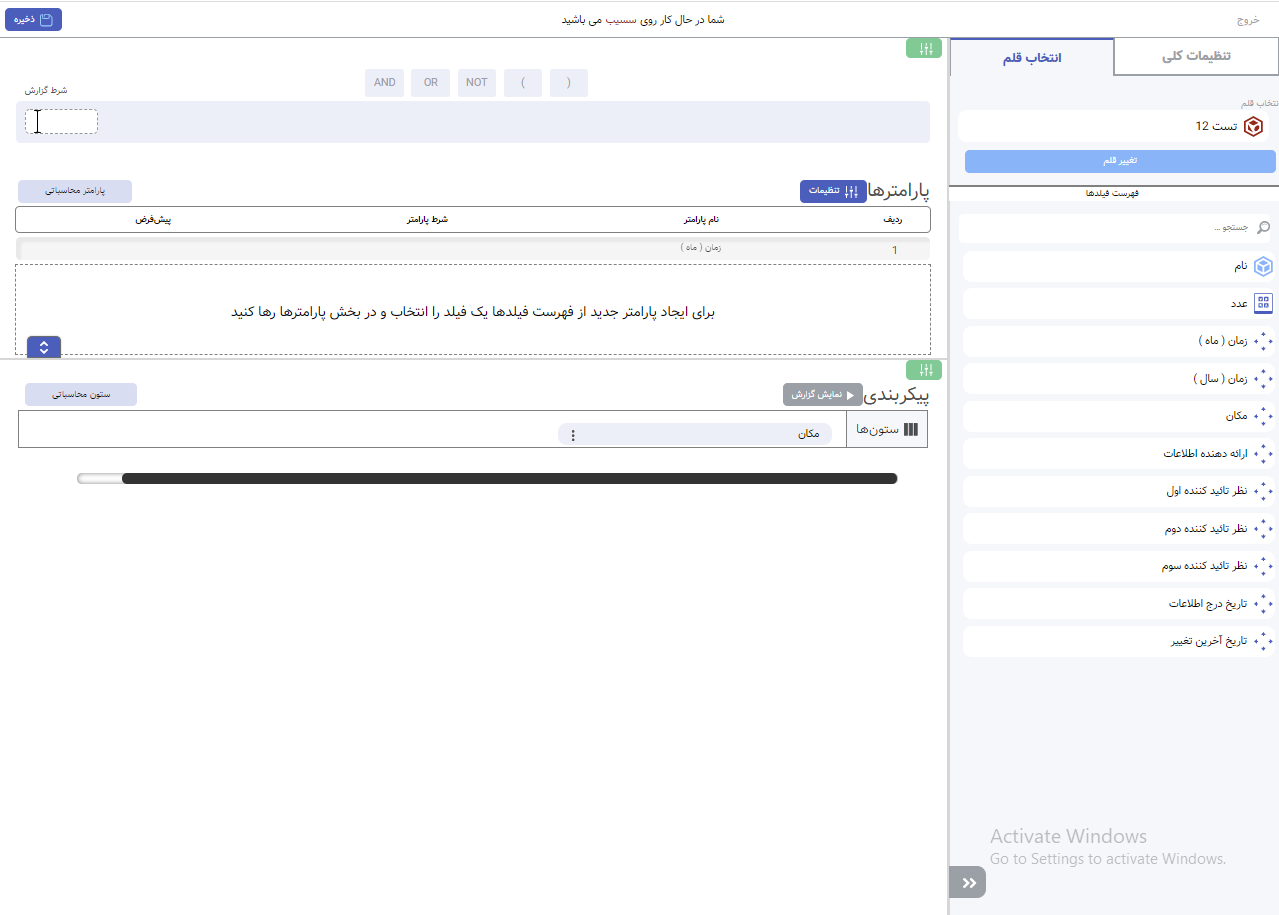 خروج
شما در حال کار روی سسیب می باشید
ذخیره
تنظیمات کلی
انتخاب قلم
انتخاب قلم
تست 12
تغییر قلم
فهرست فیلدها
جستجو ...
نام
عدد
زمان ( ماه )
زمان ( سال )
مکان
ارائه دهنده اطلاعات
نظر تائید کننده اول
نظر تائید کننده دوم
نظر تائید کننده سوم
تاریخ درج اطلاعات
تاریخ آخرین تغییر
AND OR NOT ( )
شرط گزارش
پارامترها
تنظیمات
پارامتر محاسباتی
ردیف نام پارامتر شرط پارامتر پیش‌فرض
1 زمان ( ماه )
برای ایجاد پارامتر جدید از فهرست فیلدها یک فیلد را انتخاب و در بخش پارامترها رها کنید
پیکربندی
نمایش گزارش
ستون محاسباتی
ستون‌ها
مکان
Activate Windows
Go to Settings to activate Windows.